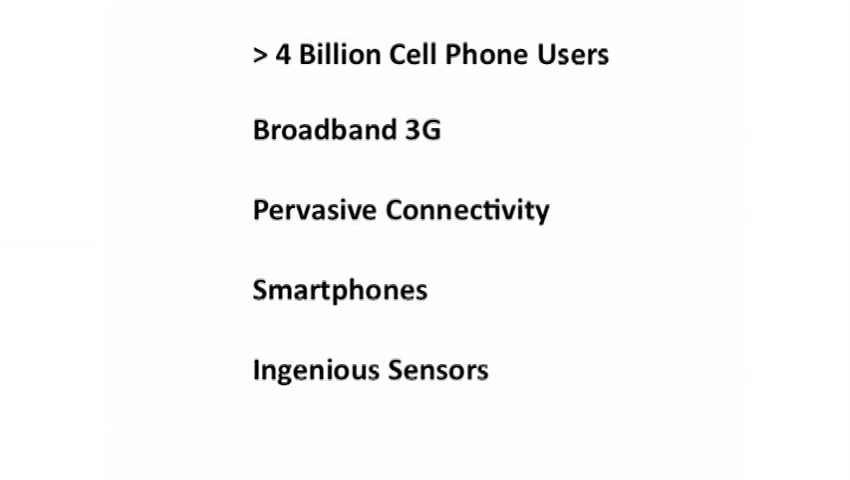 > 4 Billion Cell Phone Users
Broadband 3G
Pervasive Connectivity
Smartphones
Ingenious Sensors